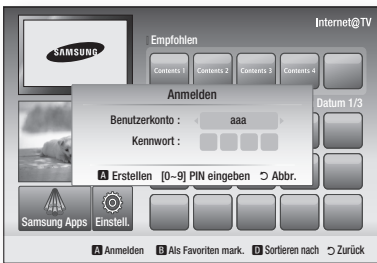 Internet@TV
SAMSUNG
Empfohlen
Contents 1 Contents 2 Contents 3 Contents 4
Anmelden
Datum 1/3
Benutzerkonto : aaa
Kennwort :
A Erstellen [0~9] PIN eingeben Abbr.
Samsung Apps Einstell.
A Anmelden B Als Favoriten mark. D Sortieren nach Zurück